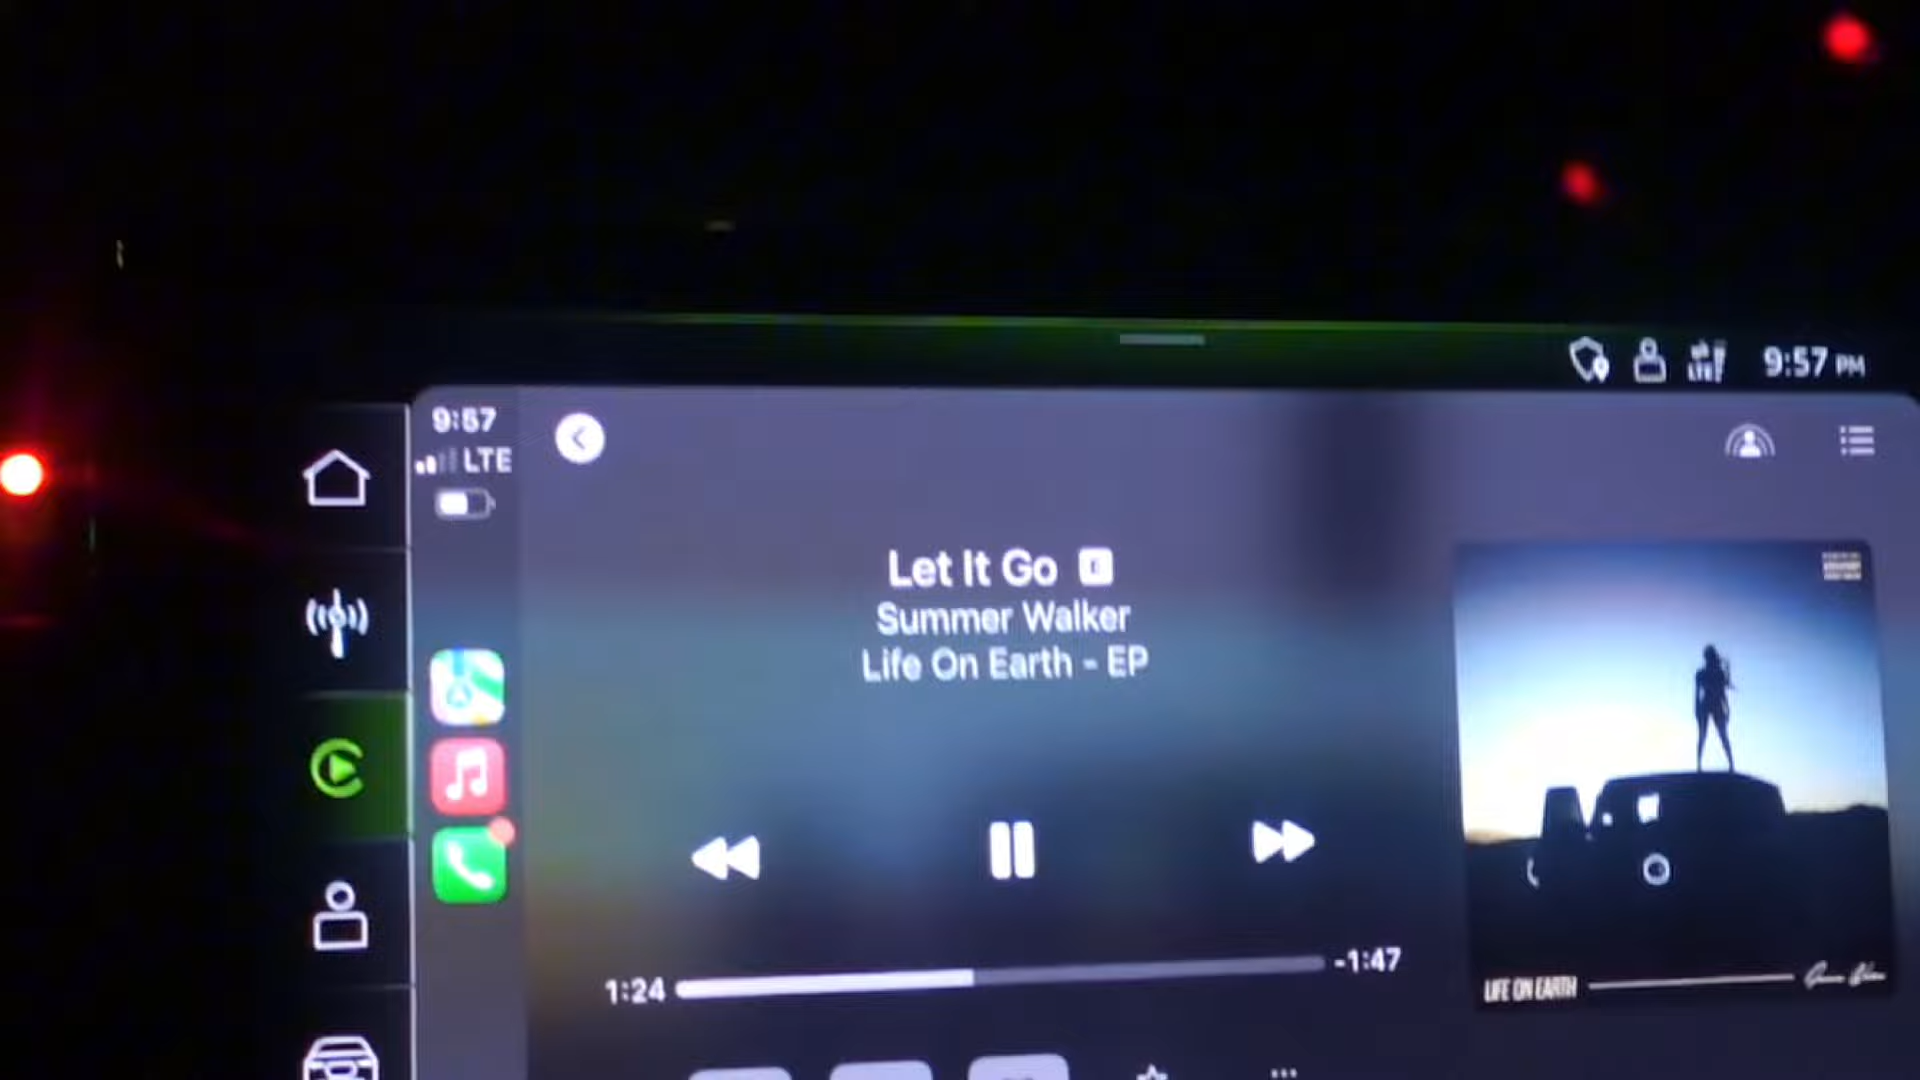 9:57 PM
9:57
LTE
Let It Go E
Summer Walker
Life On Earth - EP
1:24
-1:47
LIFE ON EARTH